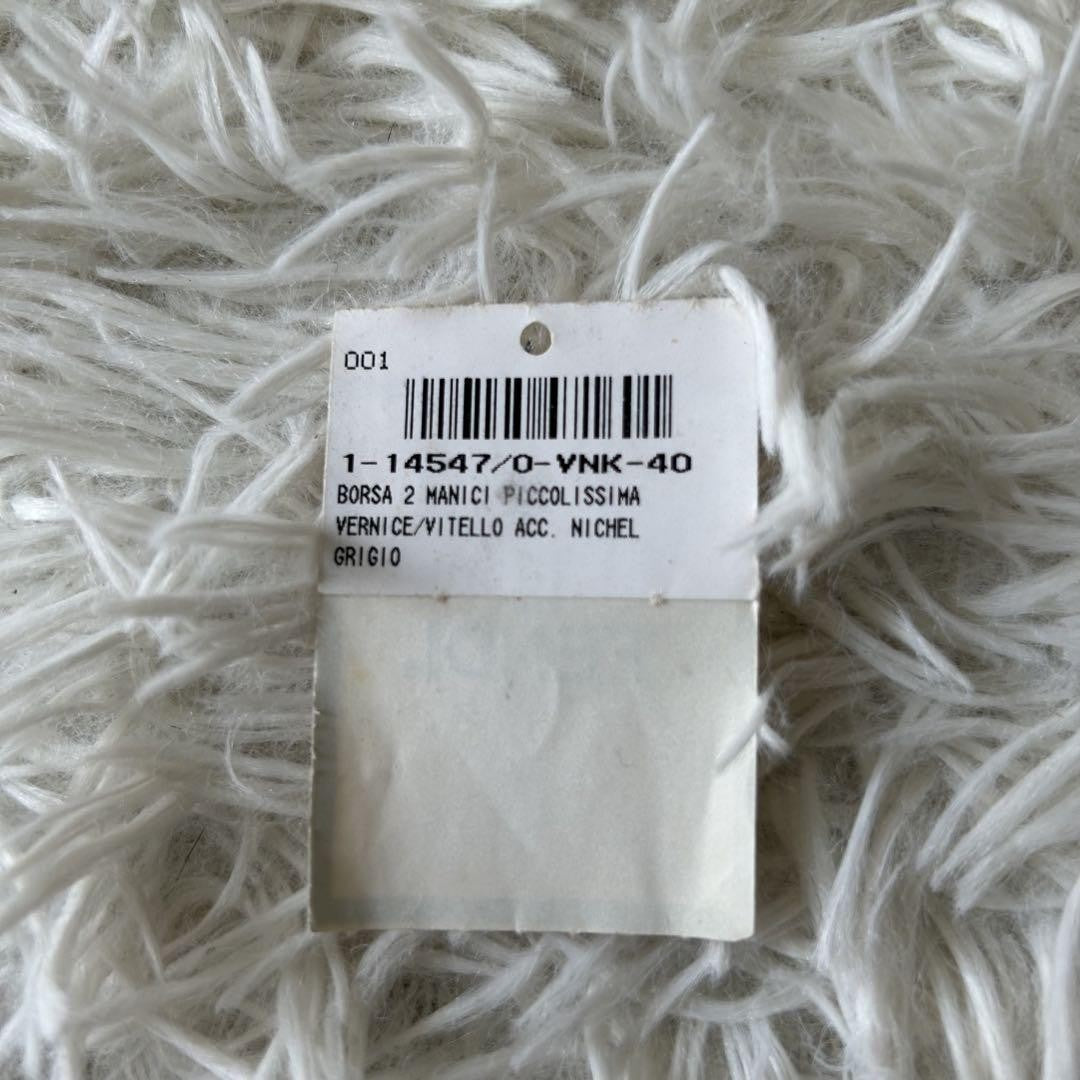 001
1-14547/0-VNK-40
BORSA 2 MANICI PICCOLISSIMA
VERNICE/VITELLO ACC. NICHEL
GRIGIO